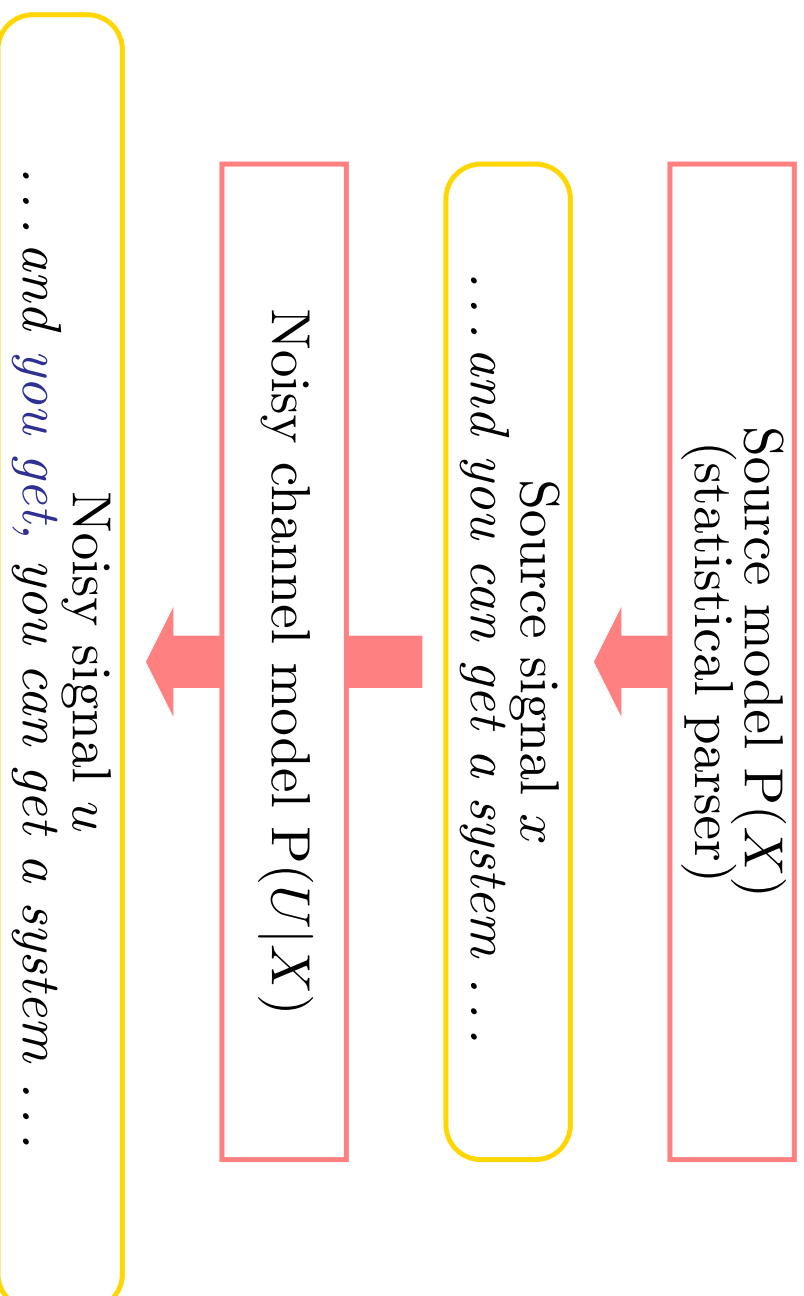 Source model P(X)
(statistical parser)
Source signal x
...and you can get a system ...
Noisy channel model P(U|X)
Noisy signal u
...and you get, you can get a system ...